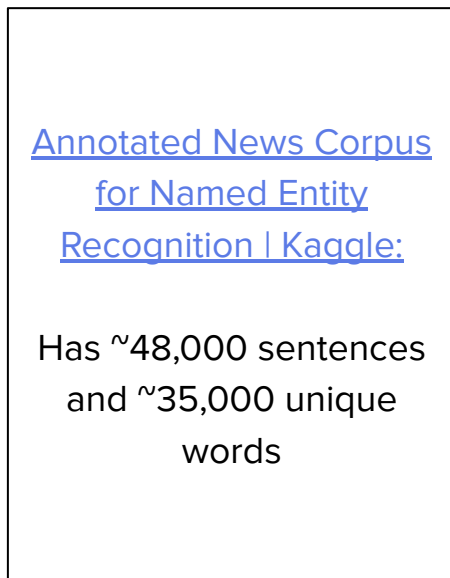 Annotated News Corpus
for Named Entity
Recognition | Kaggle:
Has ~48,000 sentences
and ~35,000 unique
words